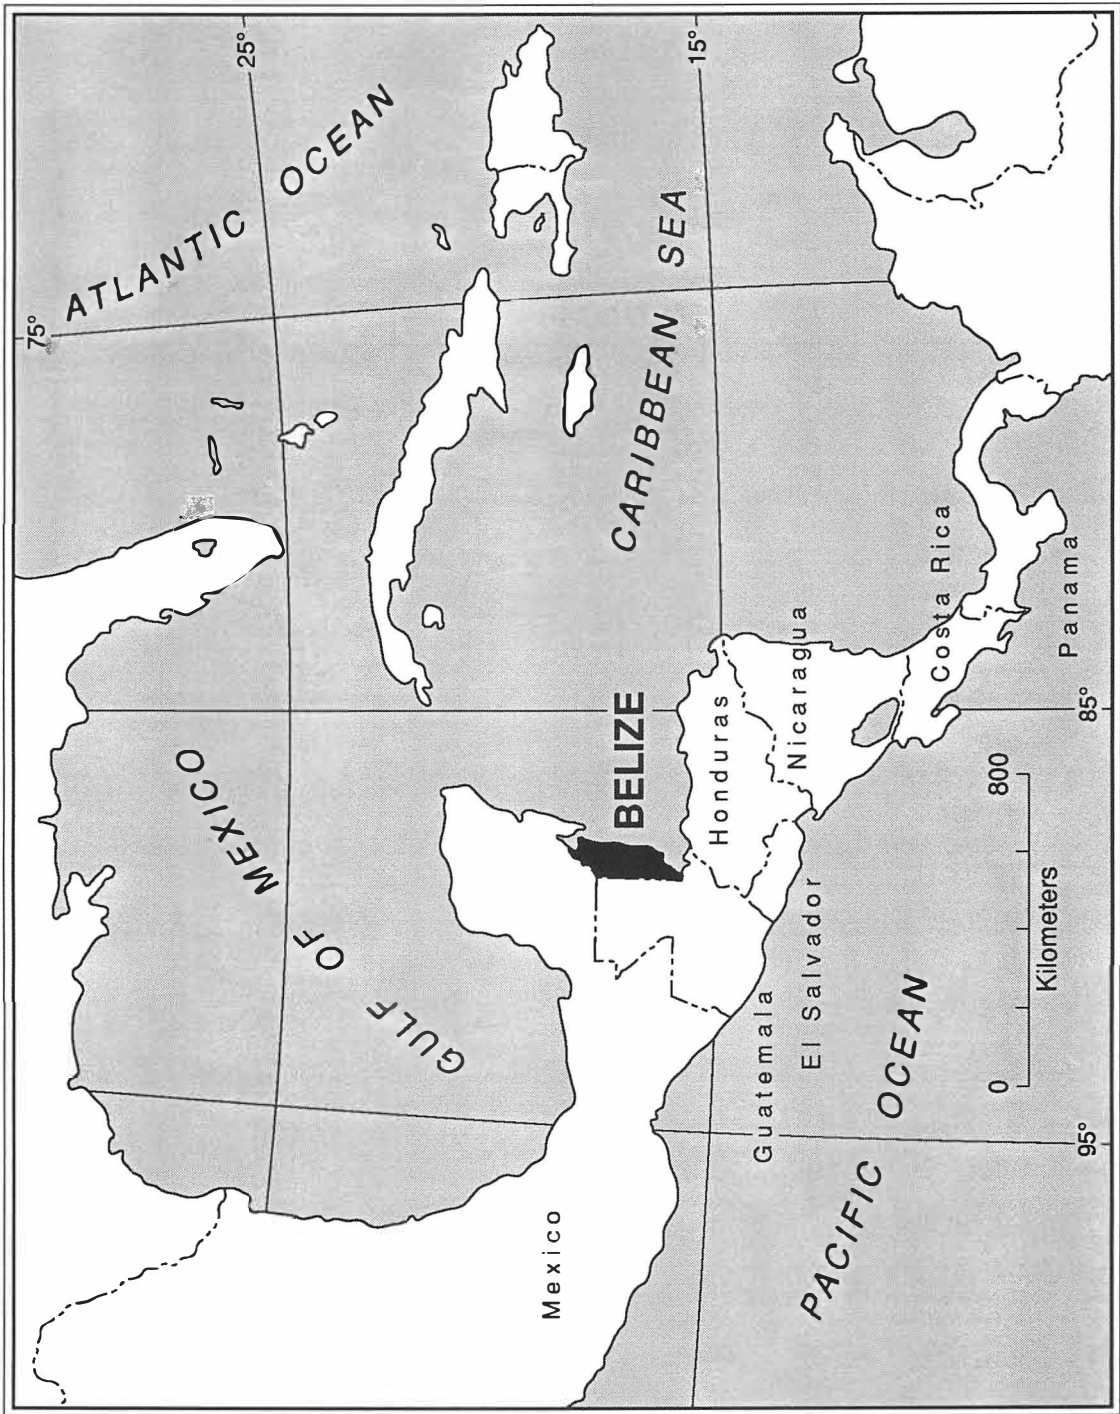 25°
15°
75°
ATLANTIC OCEAN
CARIBBEAN SEA
GULF OF MEXICO
BELIZE
Honduras
Nicaragua
Costa Rica
Panama
85°
Mexico
Guatemala
El Salvador
PACIFIC OCEAN
95°
0
800
Kilometers